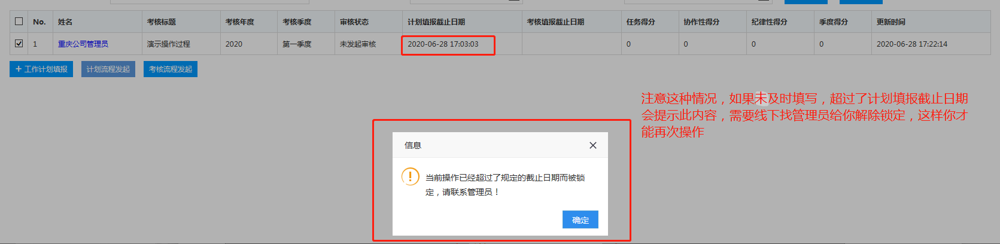 No. 姓名 考核标题 考核年度 考核季度 审核状态 计划填报截止日期 考核填报截止日期 任务得分 协作性得分 纪律性得分 季度得分 更新时间
1 重庆公司管理员 演示操作过程 2020 第一季度 未发起审核 2020-06-28 17:03:03 0 0 0 0 2020-06-28 17:22:14
+ 工作计划填报 计划流程发起 考核流程发起
注意这种情况，如果未及时填写，超过了计划填报截止日期
会提示此内容，需要线下找管理员给你解除锁定，这样你才
能再次操作
信息
当前操作已经超过了规定的截止日期而被锁
定，请联系管理员！
确定